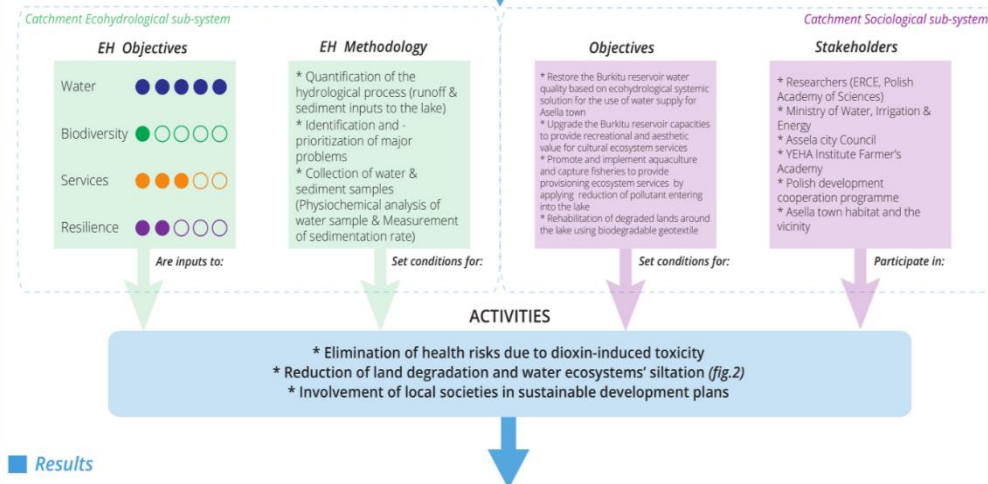 Catchment Ecohydrological sub-system
Catchment Sociological sub-system
EH Objectives
Water
Biodiversity
Services
Resilience
Are inputs to:
EH Methodology
* Quantification of the
hydrological process (runoff &
sediment inputs to the lake)
* Identification and -
prioritization of major
problems
* Collection of water &
sediment samples
(Physiochemical analysis of
water sample & Measurement
of sedimentation rate)
Set conditions for:
Objectives
* Restore the Burkitu reservoir water
quality based on ecohydrological systemic
solution for the use of water supply for
Asella town
* Upgrade the Burkitu reservoir capacities
to provide recreational and aesthetic
value for cultural ecosystem services
* Promote and implement aquaculture
and capture fisheries to provide
provisioning ecosystem services by
applying reduction of pollutant entering
into the lake
* Rehabilitation of degraded lands around
the lake using biodegradable geotextile
Set conditions for:
Stakeholders
* Researchers (ERCE, Polish
Academy of Sciences)
* Ministry of Water, Irrigation &
Energy
* Assela city Council
* YEHA Institute Farmer's
Academy
* Polish development
cooperation programme
* Asella town habitat and the
vicinity
Participate in:
ACTIVITIES
* Elimination of health risks due to dioxin-induced toxicity
* Reduction of land degradation and water ecosystems' siltation (fig.2)
* Involvement of local societies in sustainable development plans
Results